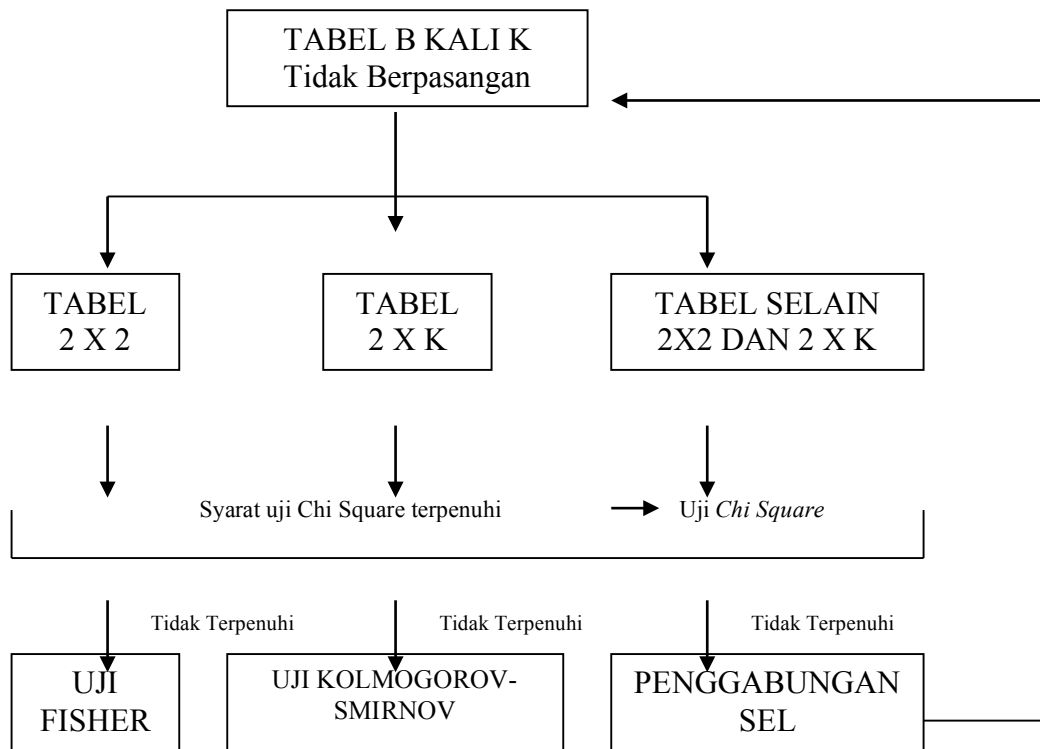 TABEL B KALI K
Tidak Berpasangan
TABEL
2 X 2
TABEL
2 X K
TABEL SELAIN
2X2 DAN 2 X K
Syarat uji Chi Square terpenuhi
Uji Chi Square
Tidak Terpenuhi
Tidak Terpenuhi
Tidak Terpenuhi
UJI
FISHER
UJI KOLMOGOROV-
SMIRNOV
PENGGABUNGAN
SEL